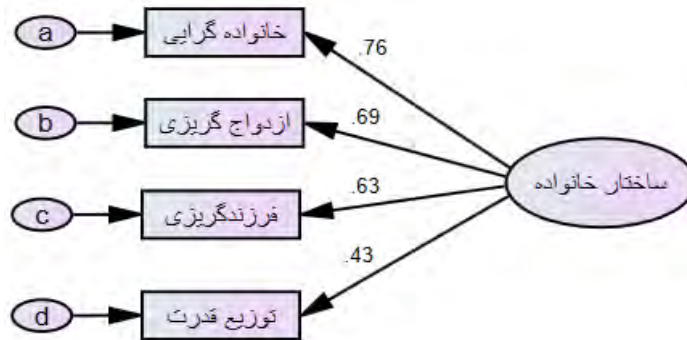 a
خانواده گرایی
.76
b
ازدواج گریزی
.69
ساختار خانواده
c
فرزندگریزی
.63
d
توزیع قدرت
.43